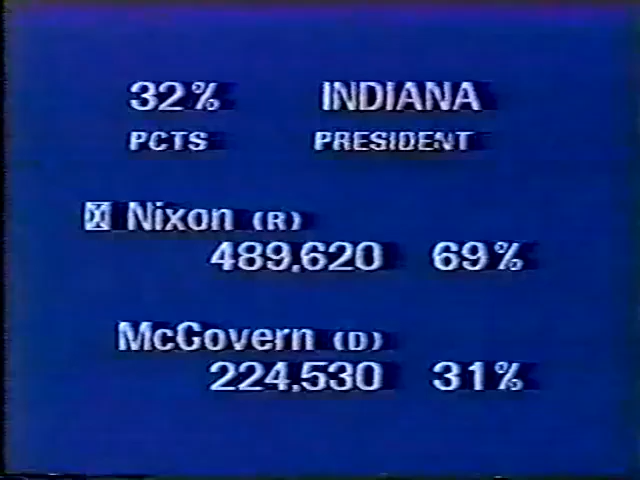 32% INDIANA
PCTS PRESIDENT
☒ Nixon (R)
489,620 69%
McGovern (D)
224,530 31%